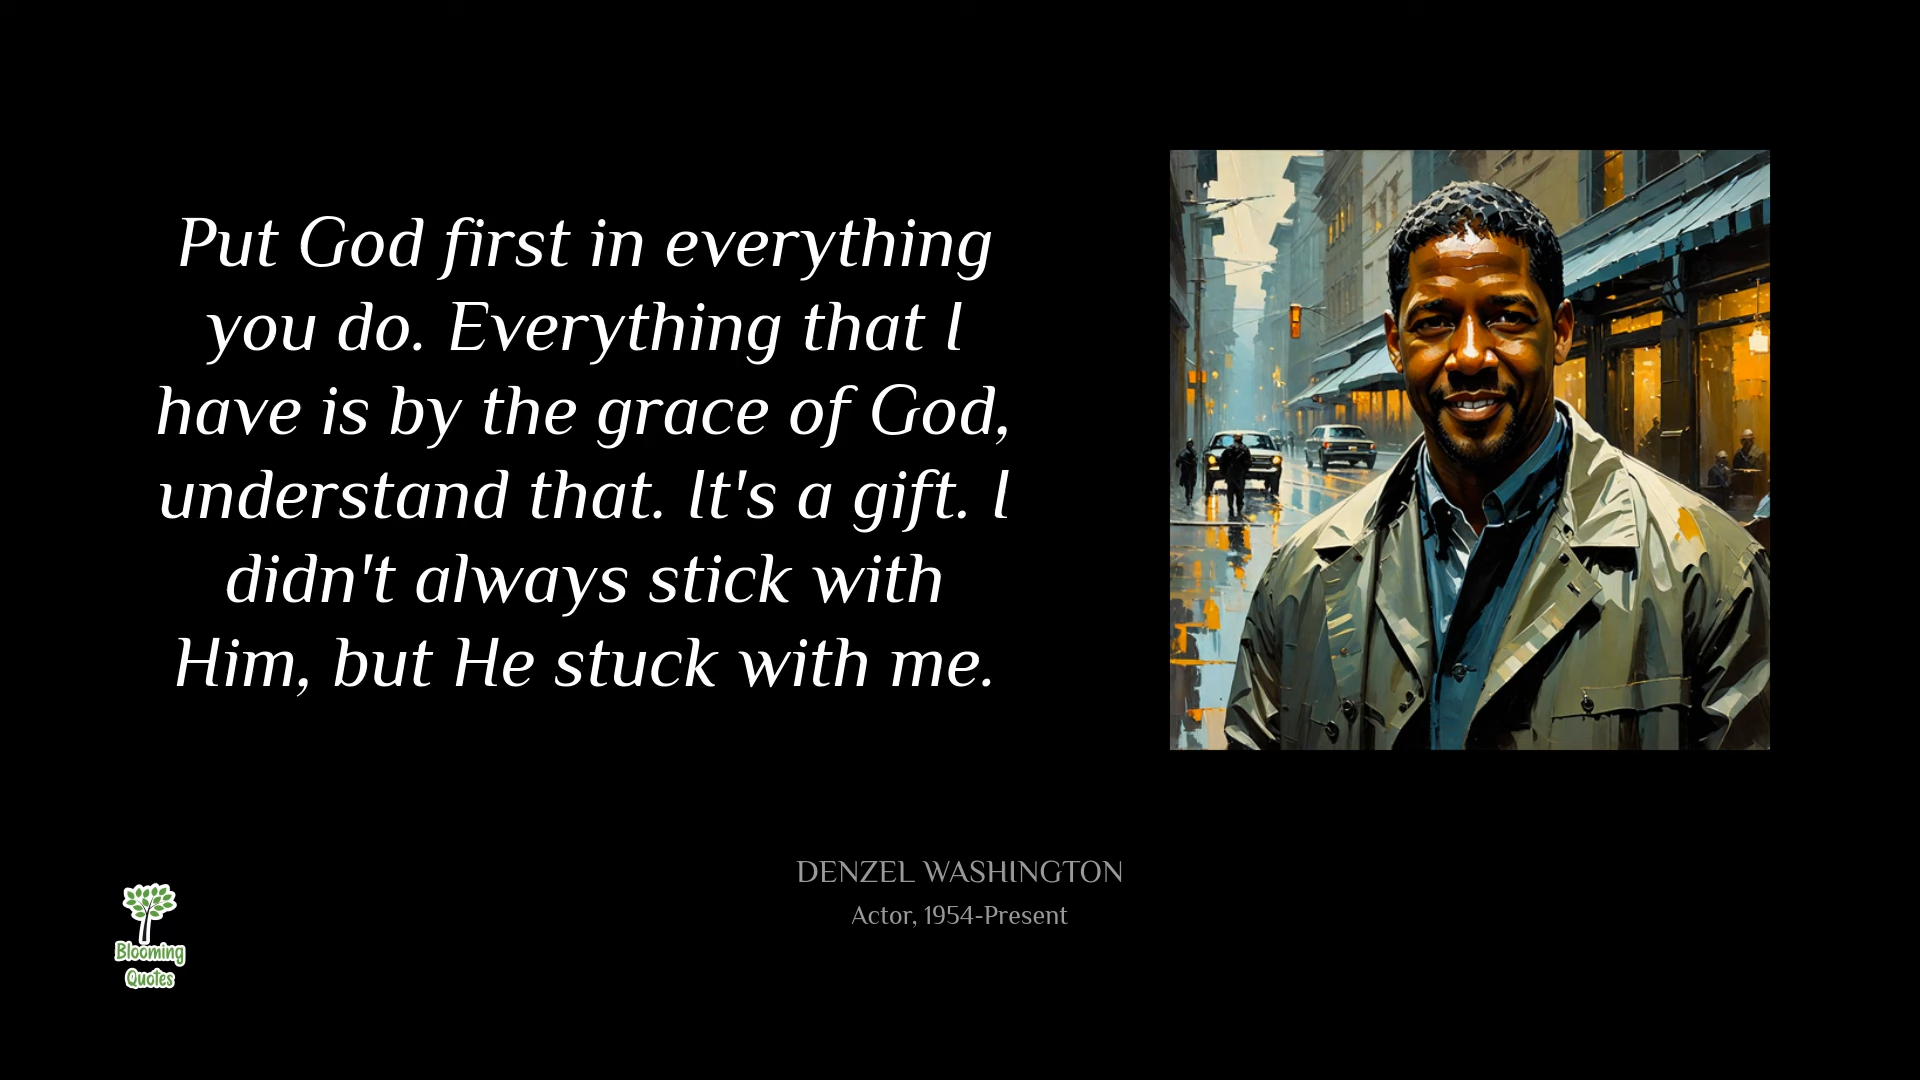 Put God first in everything
you do. Everything that I
have is by the grace of God,
understand that. It's a gift. I
didn't always stick with
Him, but He stuck with me.
DENZEL WASHINGTON
Actor, 1954-Present
Blooming
Quotes